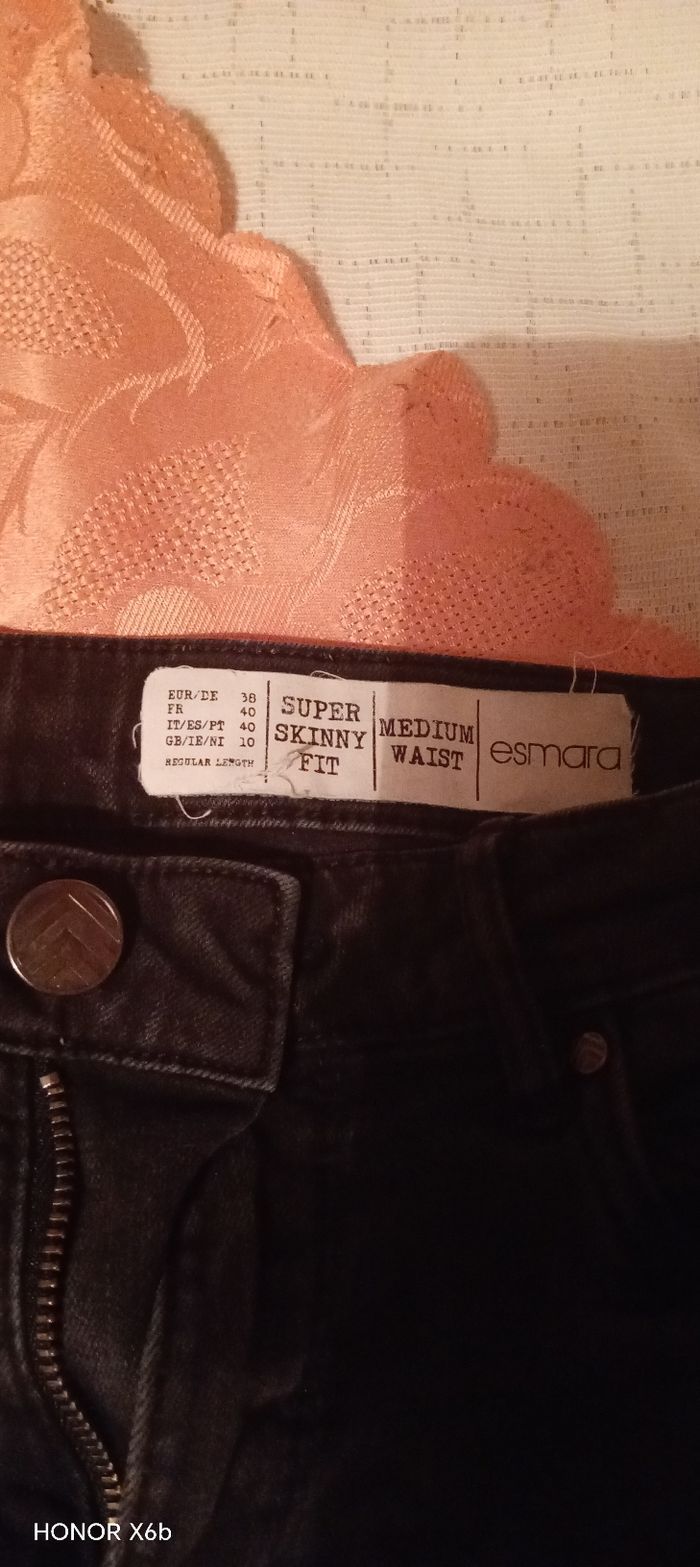 EUR/DE 38
FR 40
IT/ES/PT 40
GB/IE/NI 10
REGULAR LENGTH
SUPER
SKINNY
FIT
MEDIUM
WAIST
esmara
HONOR X6b